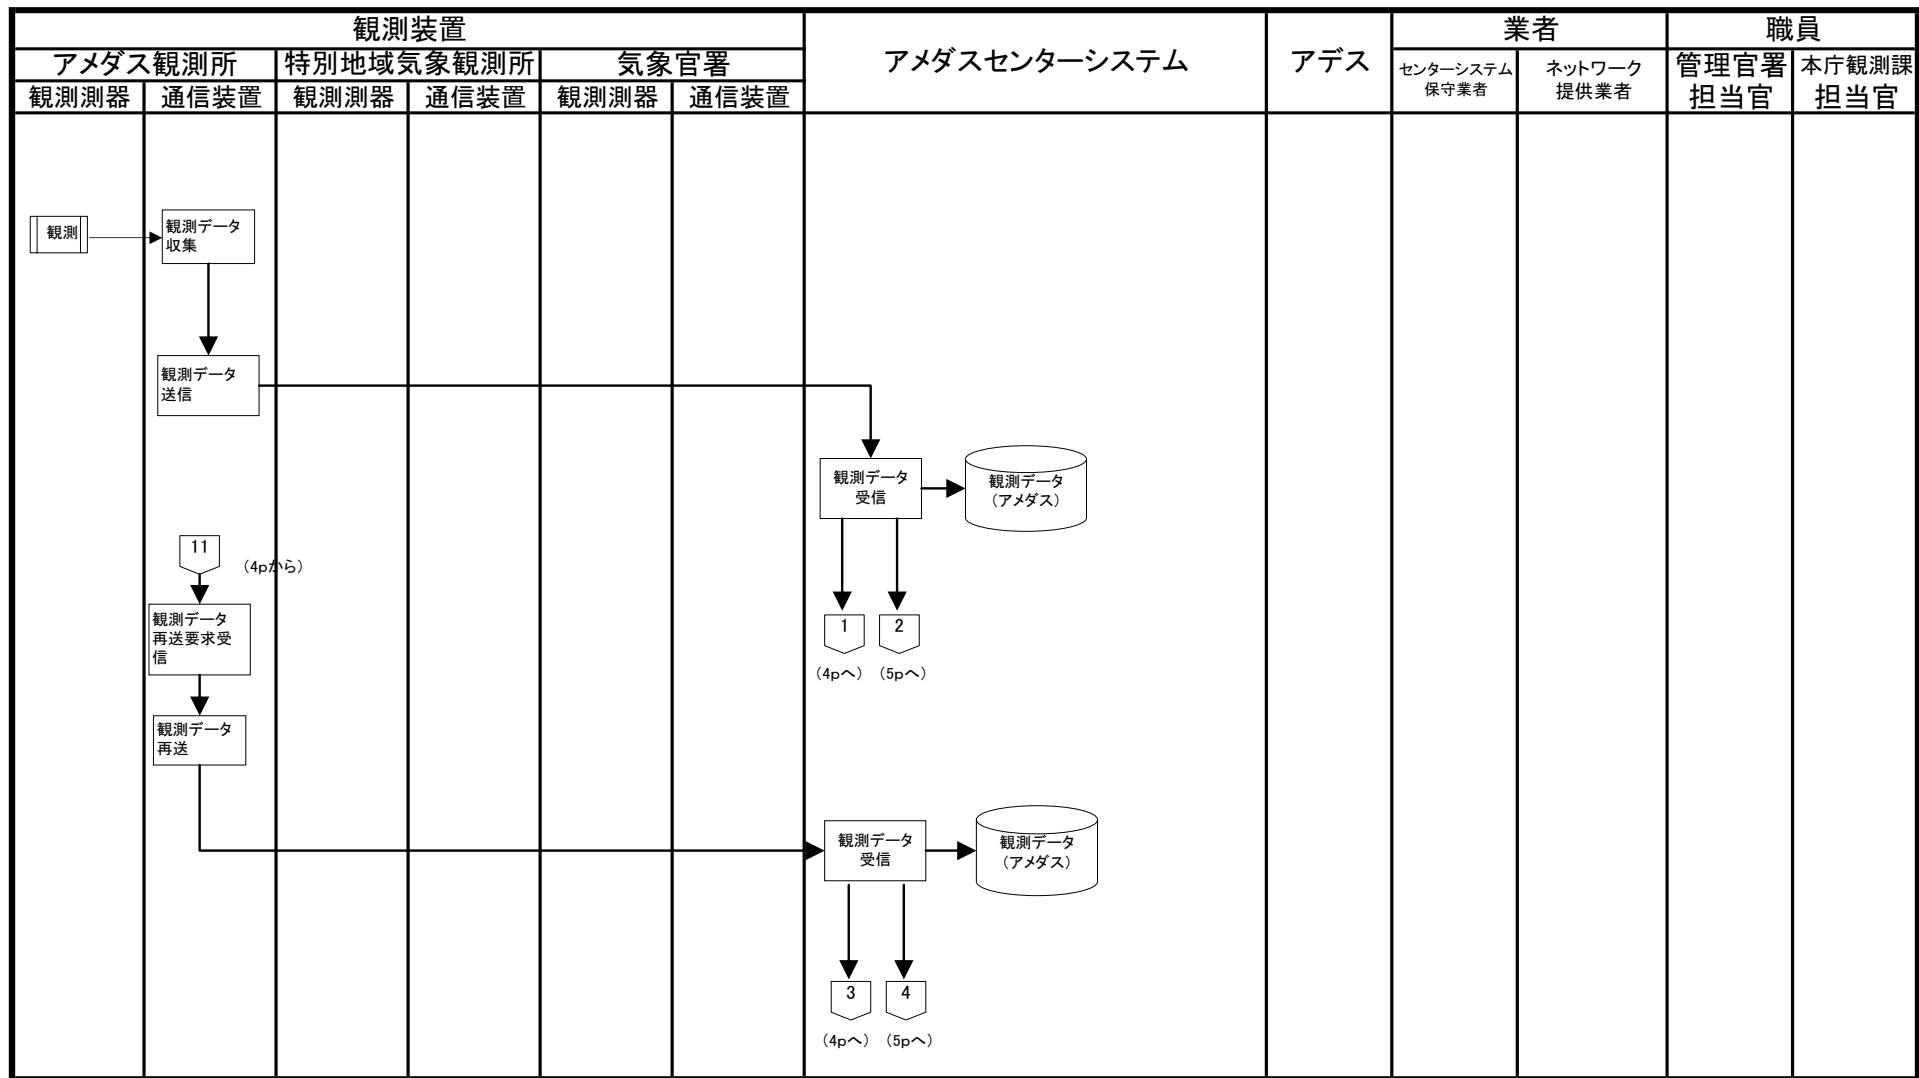 観測装置
アメダスセンターシステム
アデス
業者
職員
アメダス観測所
特別地域気象観測所
気象官署
センターシステム
保守業者
ネットワーク
提供業者
管理官署
担当官
本庁観測課
担当官
観測測器
通信装置
観測測器
通信装置
観測測器
通信装置
観測
観測データ
収集
観測データ
送信
観測データ
受信
観測データ
（アメダス）
11
（4pから）
観測データ
再送要求受
信
1
2
（4pへ）
（5pへ）
観測データ
再送
観測データ
受信
観測データ
（アメダス）
3
4
（4pへ）
（5pへ）